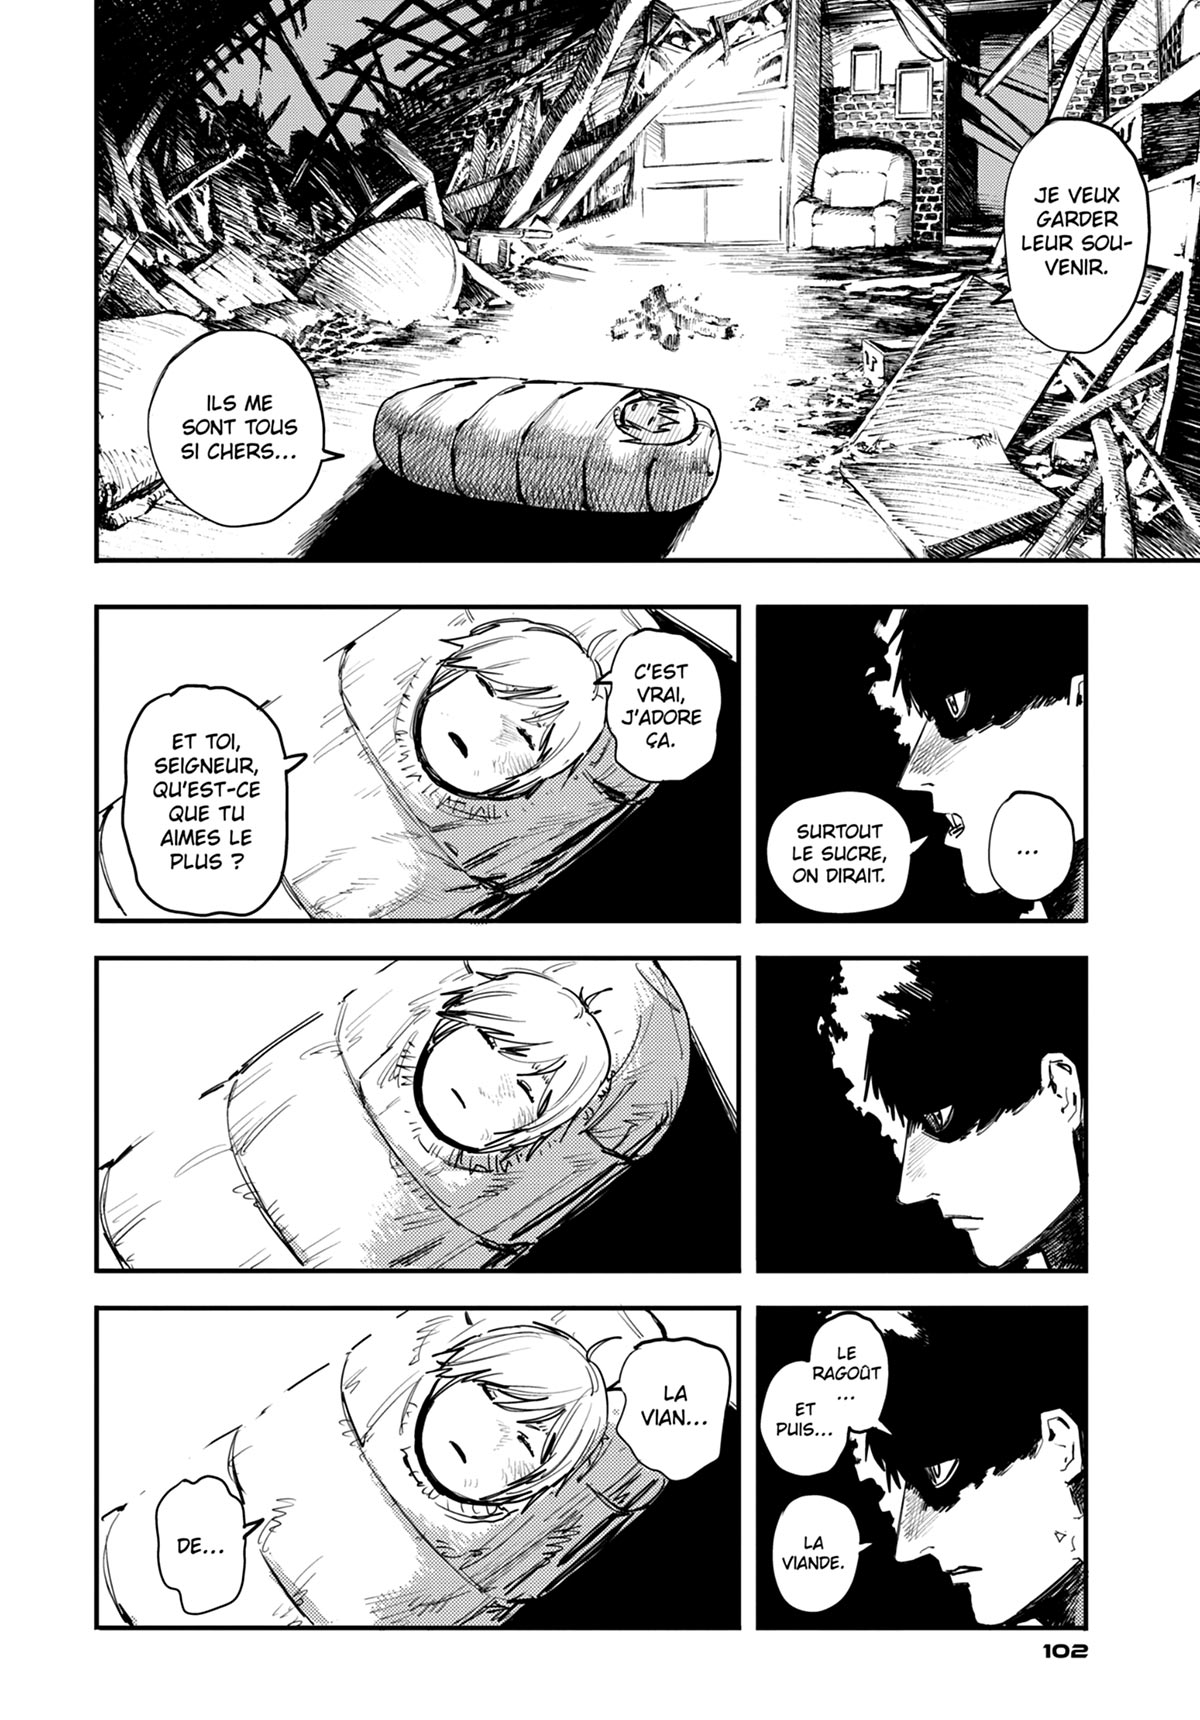 JE VEUX
GARDER
LEUR SOU-
VENIR.
ILS ME
SONT TOUS
SI CHERS...
...
SURTOUT
LE SUCRE,
ON DIRAIT.
C'EST
VRAI,
J'ADORE
ÇA.
ET TOI,
SEIGNEUR,
QU'EST-CE
QUE TU
AIMES LE
PLUS ?
LE
RAGOÛT
...
ET
PUIS...
LA
VIANDE.
LA
VIAN...
DE...
102